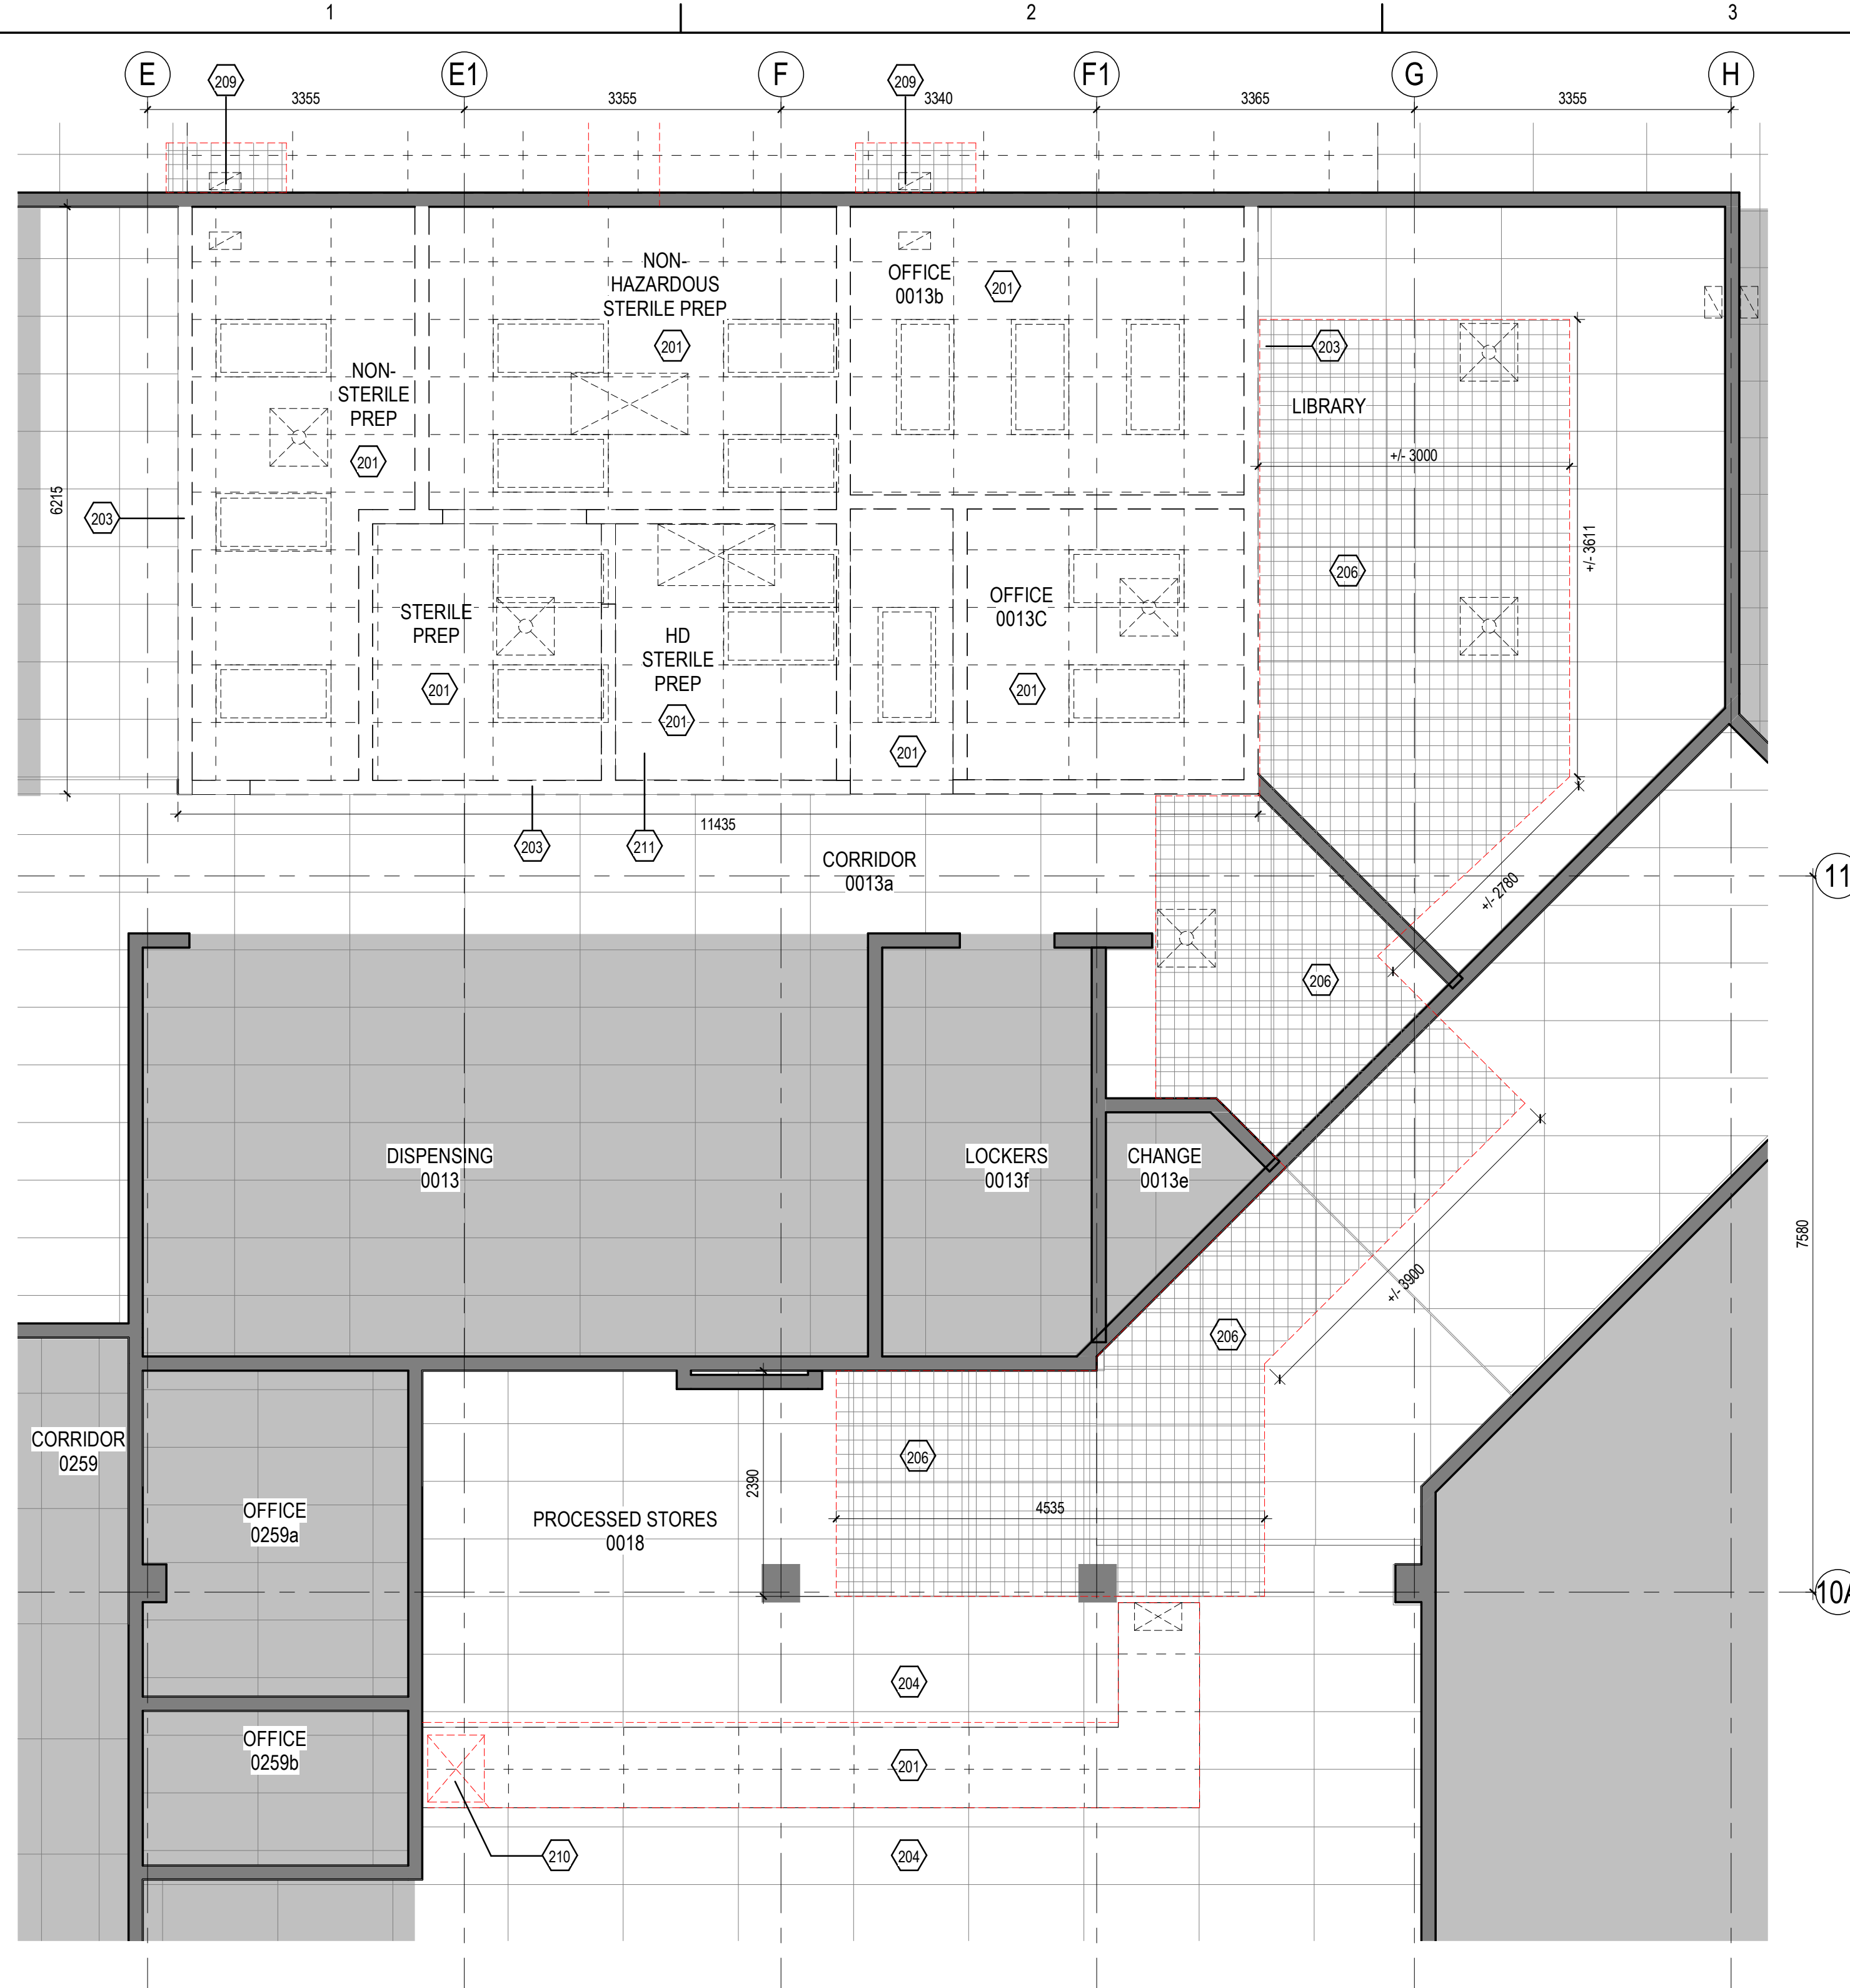 1
2
3
E
E1
F
F1
G
H
209
209
3355
3355
3340
3365
3355
NON-
HAZARDOUS
STERILE PREP
201
OFFICE
0013b
201
203
NON-
STERILE
PREP
201
LIBRARY
+/- 3000
6215
203
+/- 3611
206
STERILE
PREP
201
HD
STERILE
PREP
201
OFFICE
0013C
201
201
11435
203
211
CORRIDOR
0013a
11
+/- 2780
206
DISPENSING
0013
LOCKERS
0013f
CHANGE
0013e
7580
+/- 3900
206
CORRIDOR
0259
206
2390
4535
OFFICE
0259a
PROCESSED STORES
0018
10A
204
OFFICE
0259b
201
210
204